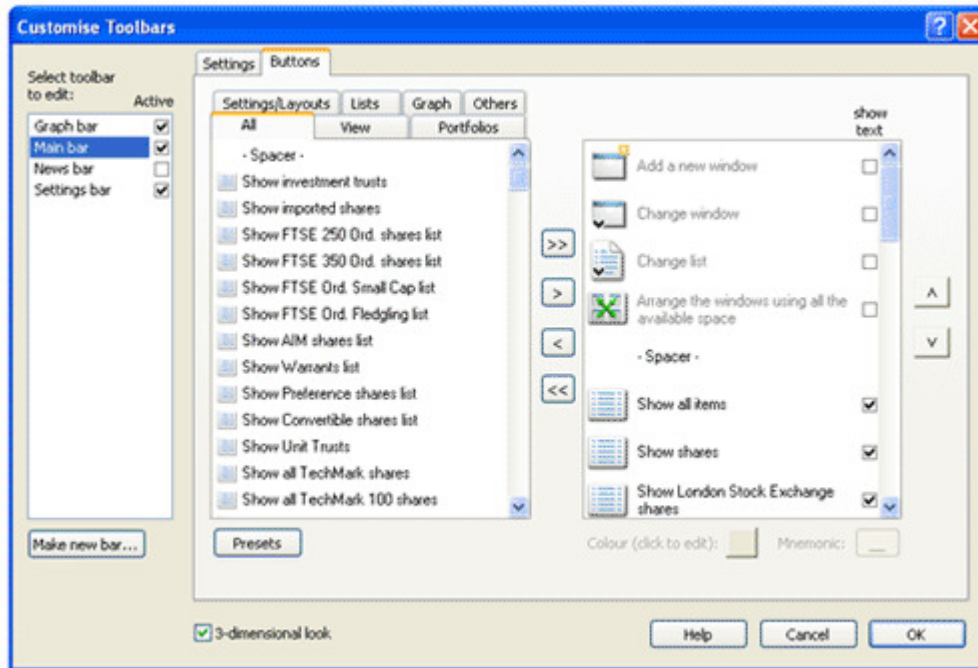 Customise Toolbars
Select toolbar
to edit:
Active
Graph bar
Main bar
News bar
Settings bar
Make new bar...
Settings
Buttons
Settings/Layouts
Lists
Graph
Others
All
View
Portfolios
- Spacer -
Show investment trusts
Show imported shares
Show FTSE 250 Ord. shares list
Show FTSE 350 Ord. shares list
Show FTSE Ord. Small Cap list
Show FTSE Ord. Fledgling list
Show AIM shares list
Show Warrants list
Show Preference shares list
Show Convertible shares list
Show Unit Trusts
Show all TechMark shares
Show all TechMark 100 shares
Presets
>>
>
<
<<
show
text
Add a new window
Change window
Change list
Arrange the windows using all the
available space
- Spacer -
Show all items
Show shares
Show London Stock Exchange
shares
Colour (click to edit):
Mnemonic:
3-dimensional look
Help
Cancel
OK